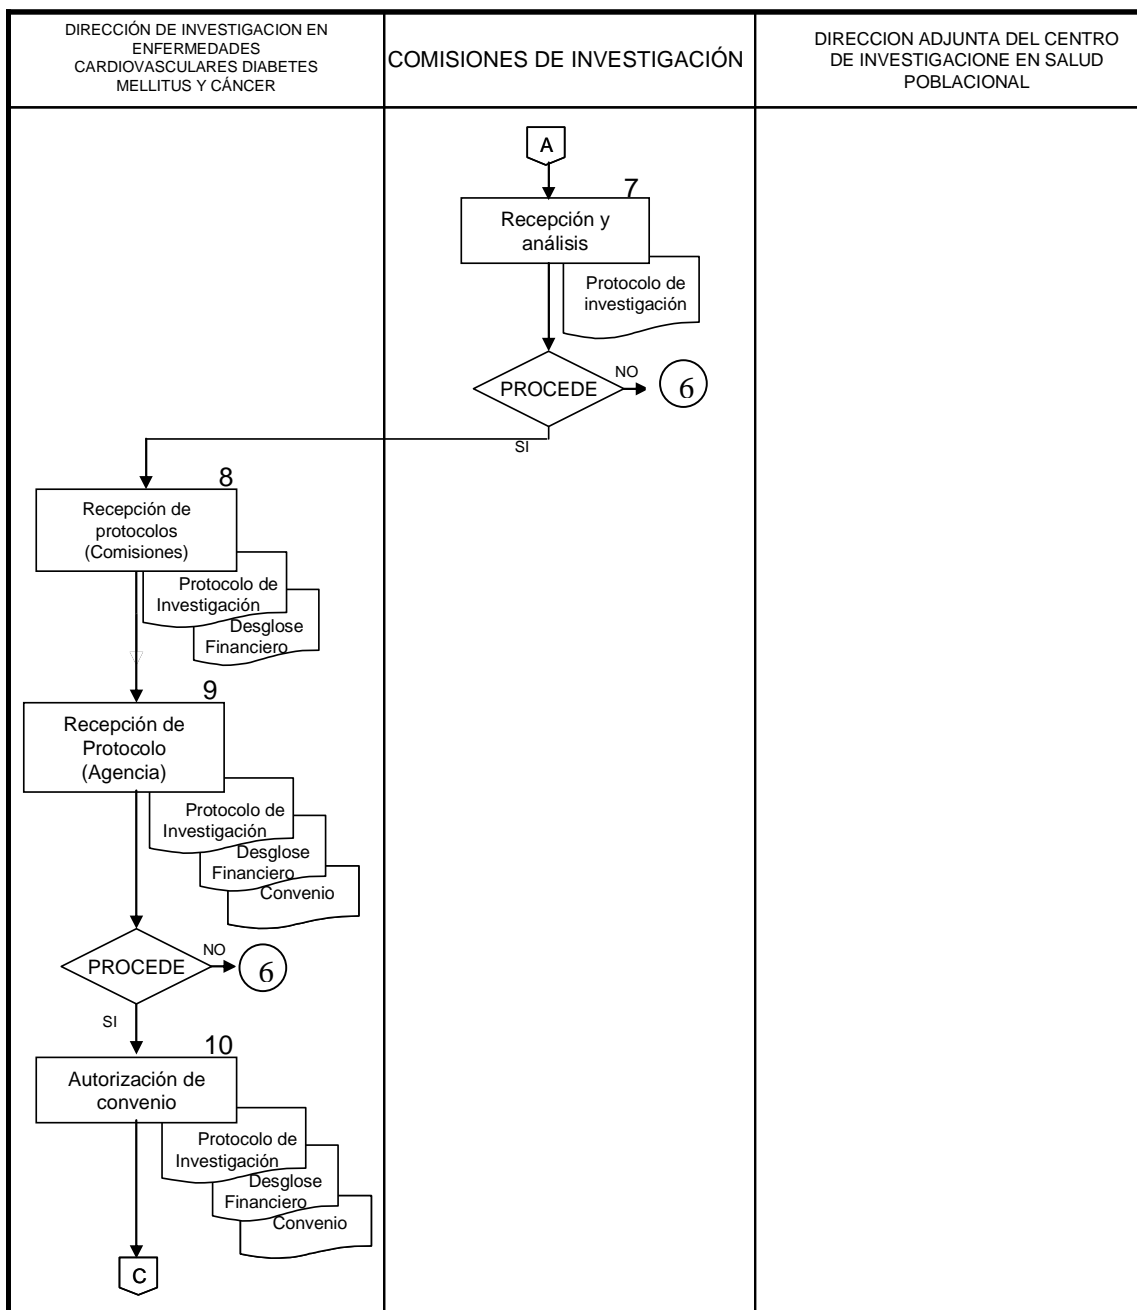 DIRECCIÓN DE INVESTIGACION EN
ENFERMEDADES
CARDIOVASCULARES DIABETES
MELLITUS Y CÁNCER
COMISIONES DE INVESTIGACIÓN
DIRECCION ADJUNTA DEL CENTRO
DE INVESTIGACIONE EN SALUD
POBLACIONAL
A
7
Recepción y
análisis
Protocolo de
investigación
PROCEDE
NO
6
SI
8
Recepción de
protocolos
(Comisiones)
Protocolo de
Investigación
Desglose
Financiero
9
Recepción de
Protocolo
(Agencia)
Protocolo de
Investigación
Desglose
Financiero
Convenio
PROCEDE
NO
6
SI
10
Autorización de
convenio
Protocolo de
Investigación
Desglose
Financiero
Convenio
C